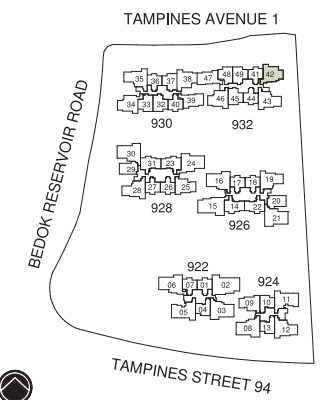 TAMPINES AVENUE 1
BEDOK RESERVOIR ROAD
35 36 37 38 47 48 49 41 42
34 33 32 40 39 46 45 44 43
930 932
30 31 23 24
29
28 27 26 25
928
16 17 18 19
15 14 22 20
21
926
922
06 07 01 02
05 04 03
924
09 10 11
08 13 12
TAMPINES STREET 94